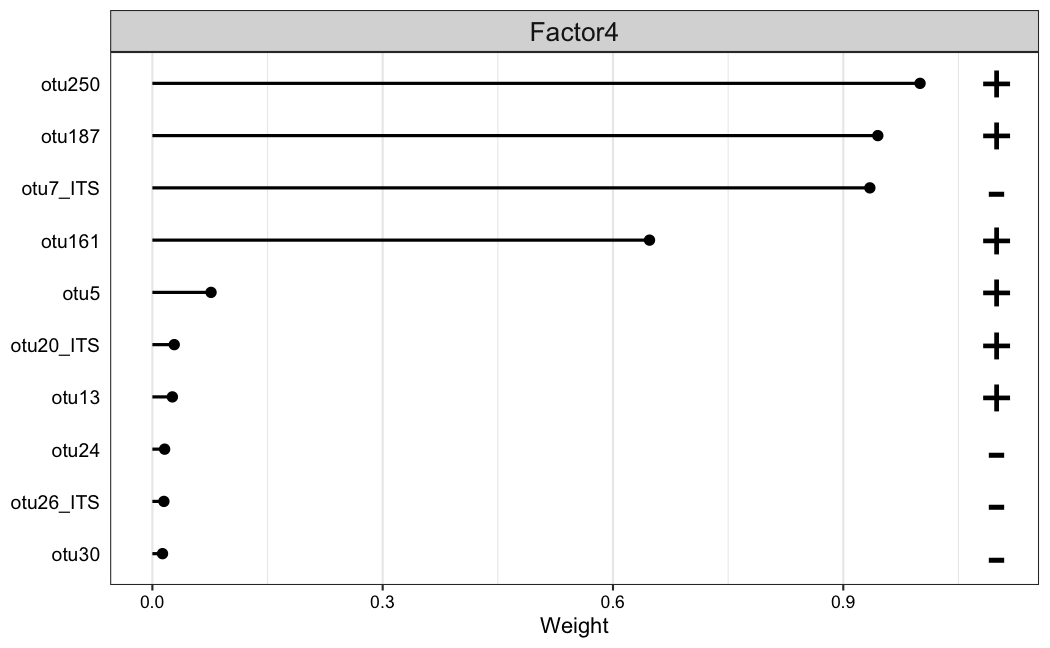 Factor4
otu250 +
otu187 +
otu7_ITS -
otu161 +
otu5 +
otu20_ITS +
otu13 +
otu24 -
otu26_ITS -
otu30 -
0.0 0.3 0.6 0.9
Weight